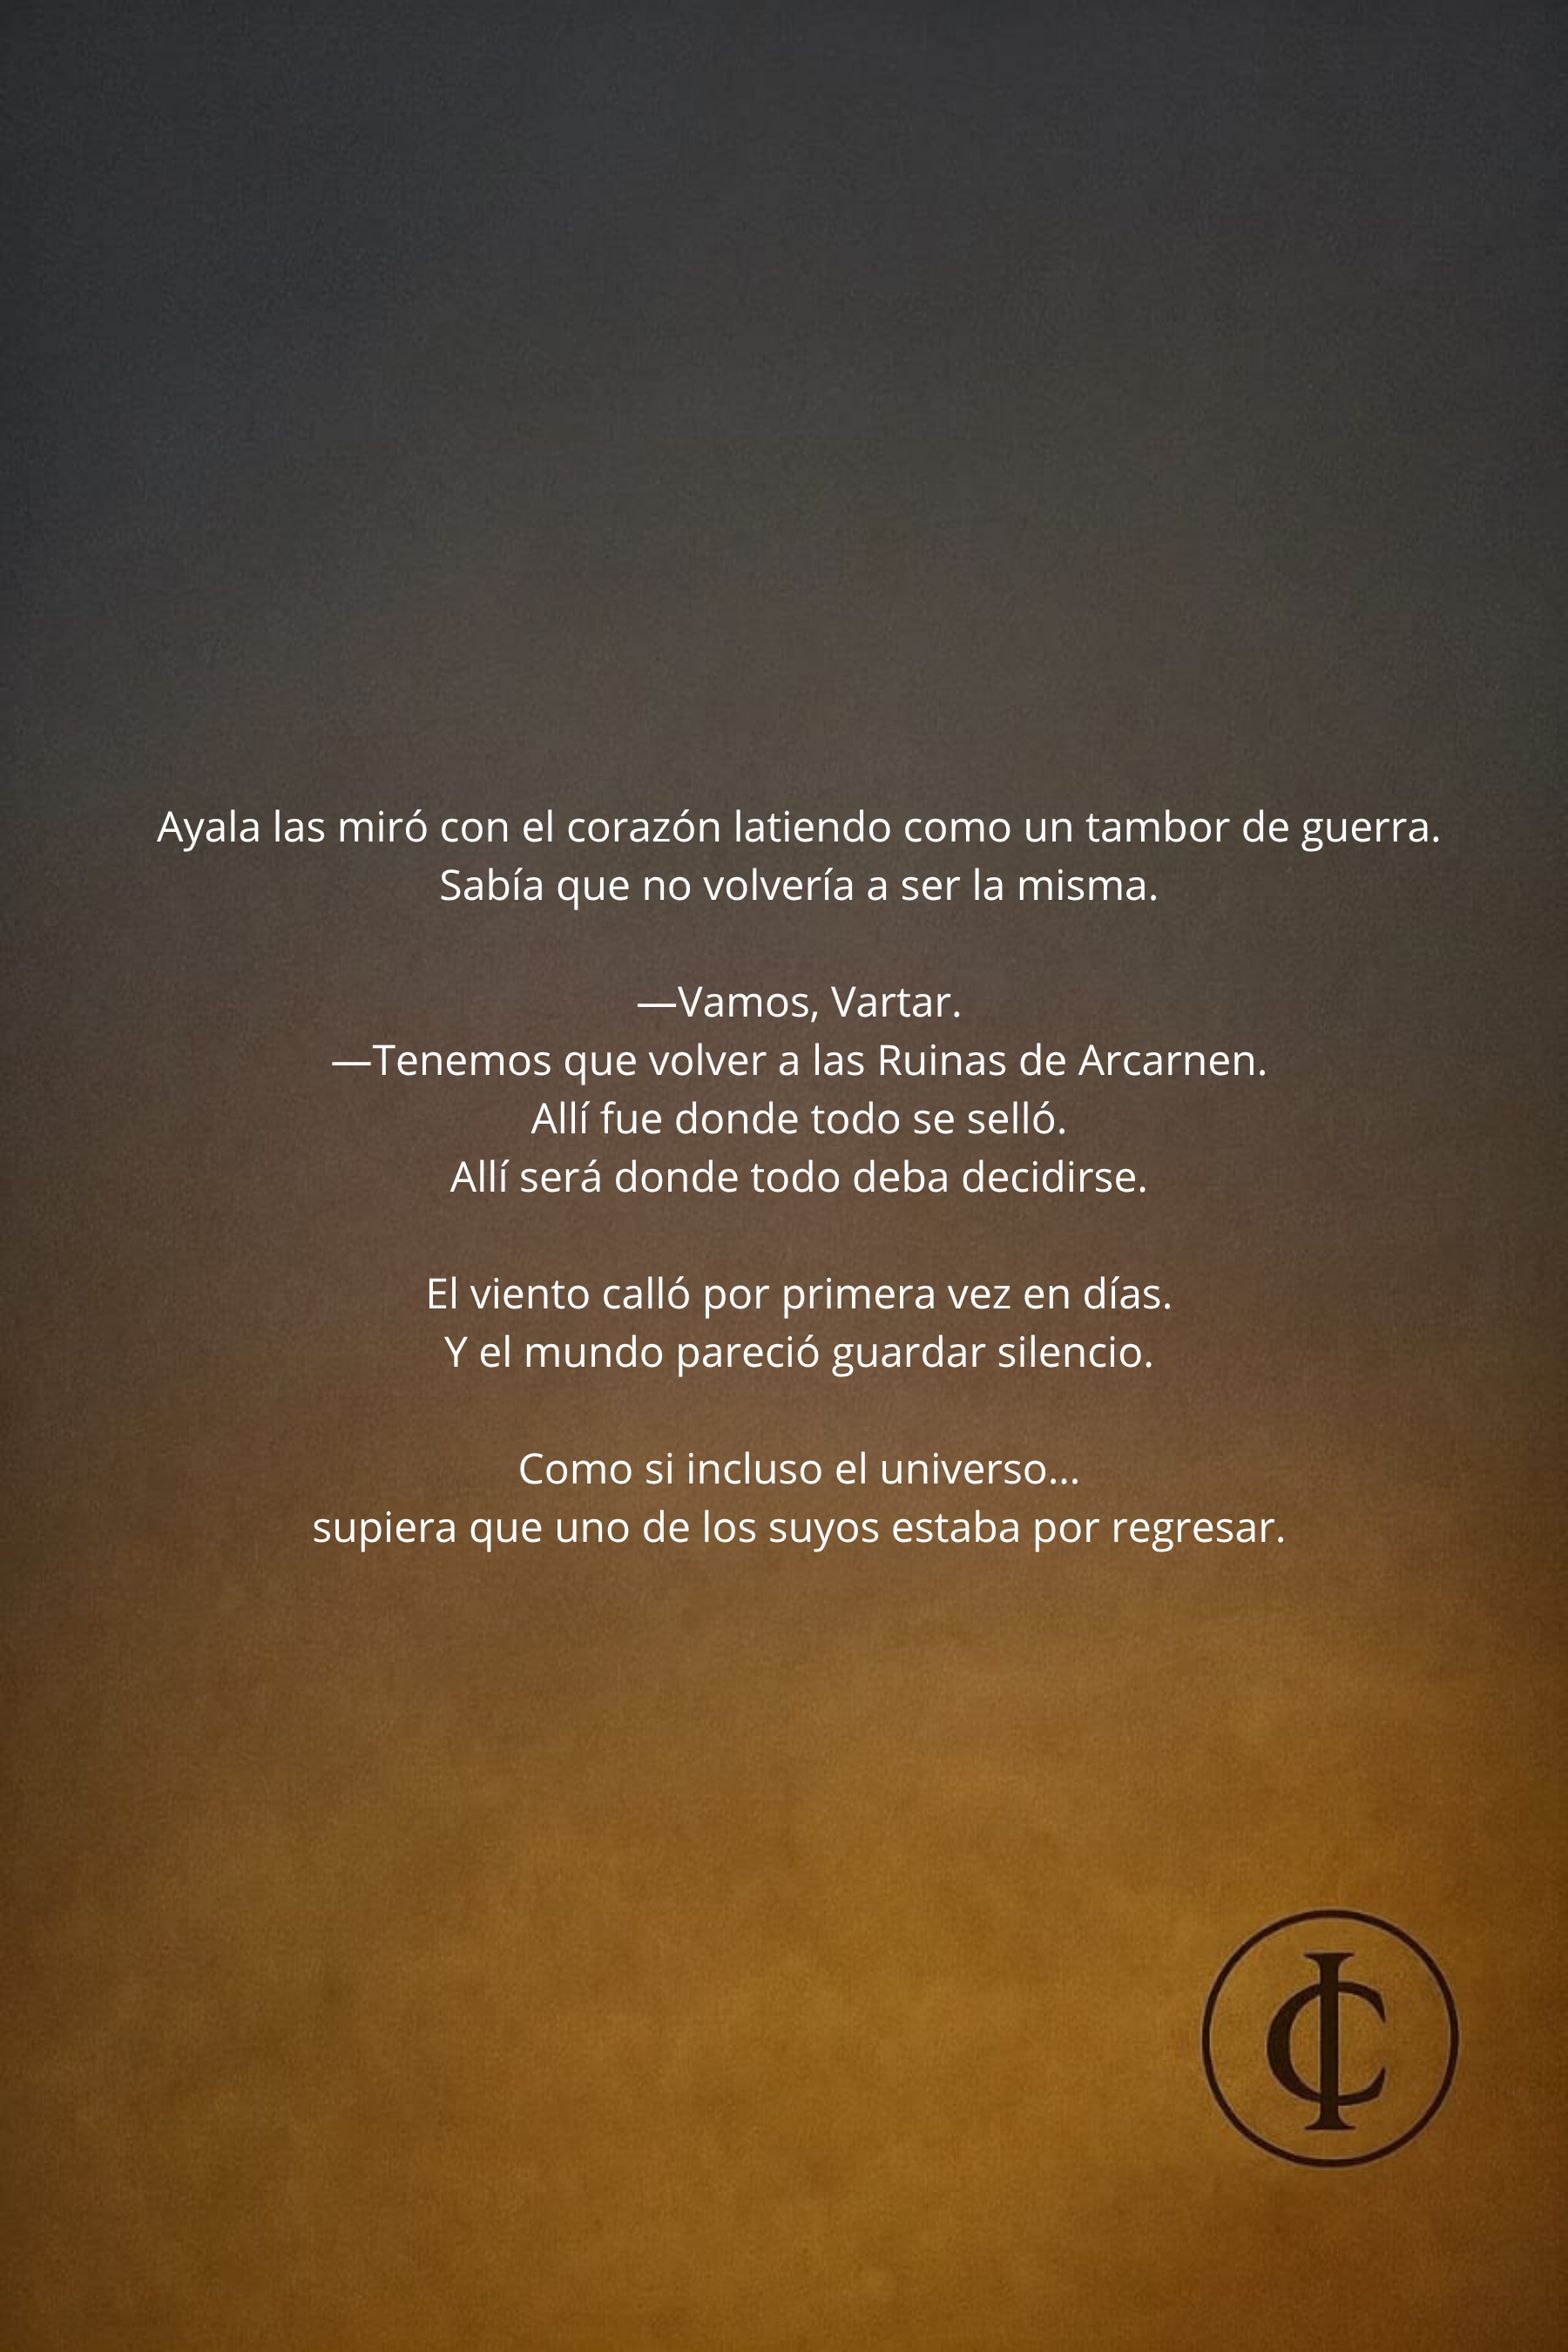 Ayala las miró con el corazón latiendo como un tambor de guerra.
Sabía que no volvería a ser la misma.
—Vamos, Vartar.
—Tenemos que volver a las Ruinas de Arcarnen.
Allí fue donde todo se selló.
Allí será donde todo deba decidirse.
El viento calló por primera vez en días.
Y el mundo pareció guardar silencio.
Como si incluso el universo...
supiera que uno de los suyos estaba por regresar.
IC